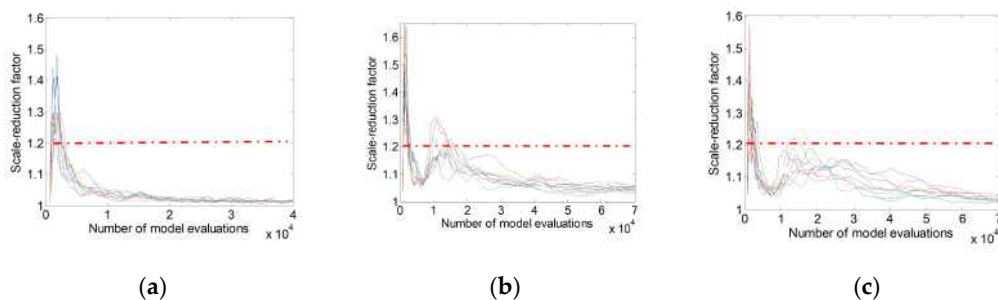 1.6
1.5
1.4
1.3
1.2
1.1
1
Scale-reduction factor
0 1 2 3 4
Number of model evaluations
x 10^4
(a)
1.6
1.5
1.4
1.3
1.2
1.1
1
Scale-reduction factor
0 1 2 3 4 5 6 7
Number of model evaluations
x 10^4
(b)
1.6
1.5
1.4
1.3
1.2
1.1
1
Scale-reduction factor
0 1 2 3 4 5 6 7
Number of model evaluations
x 10^4
(c)